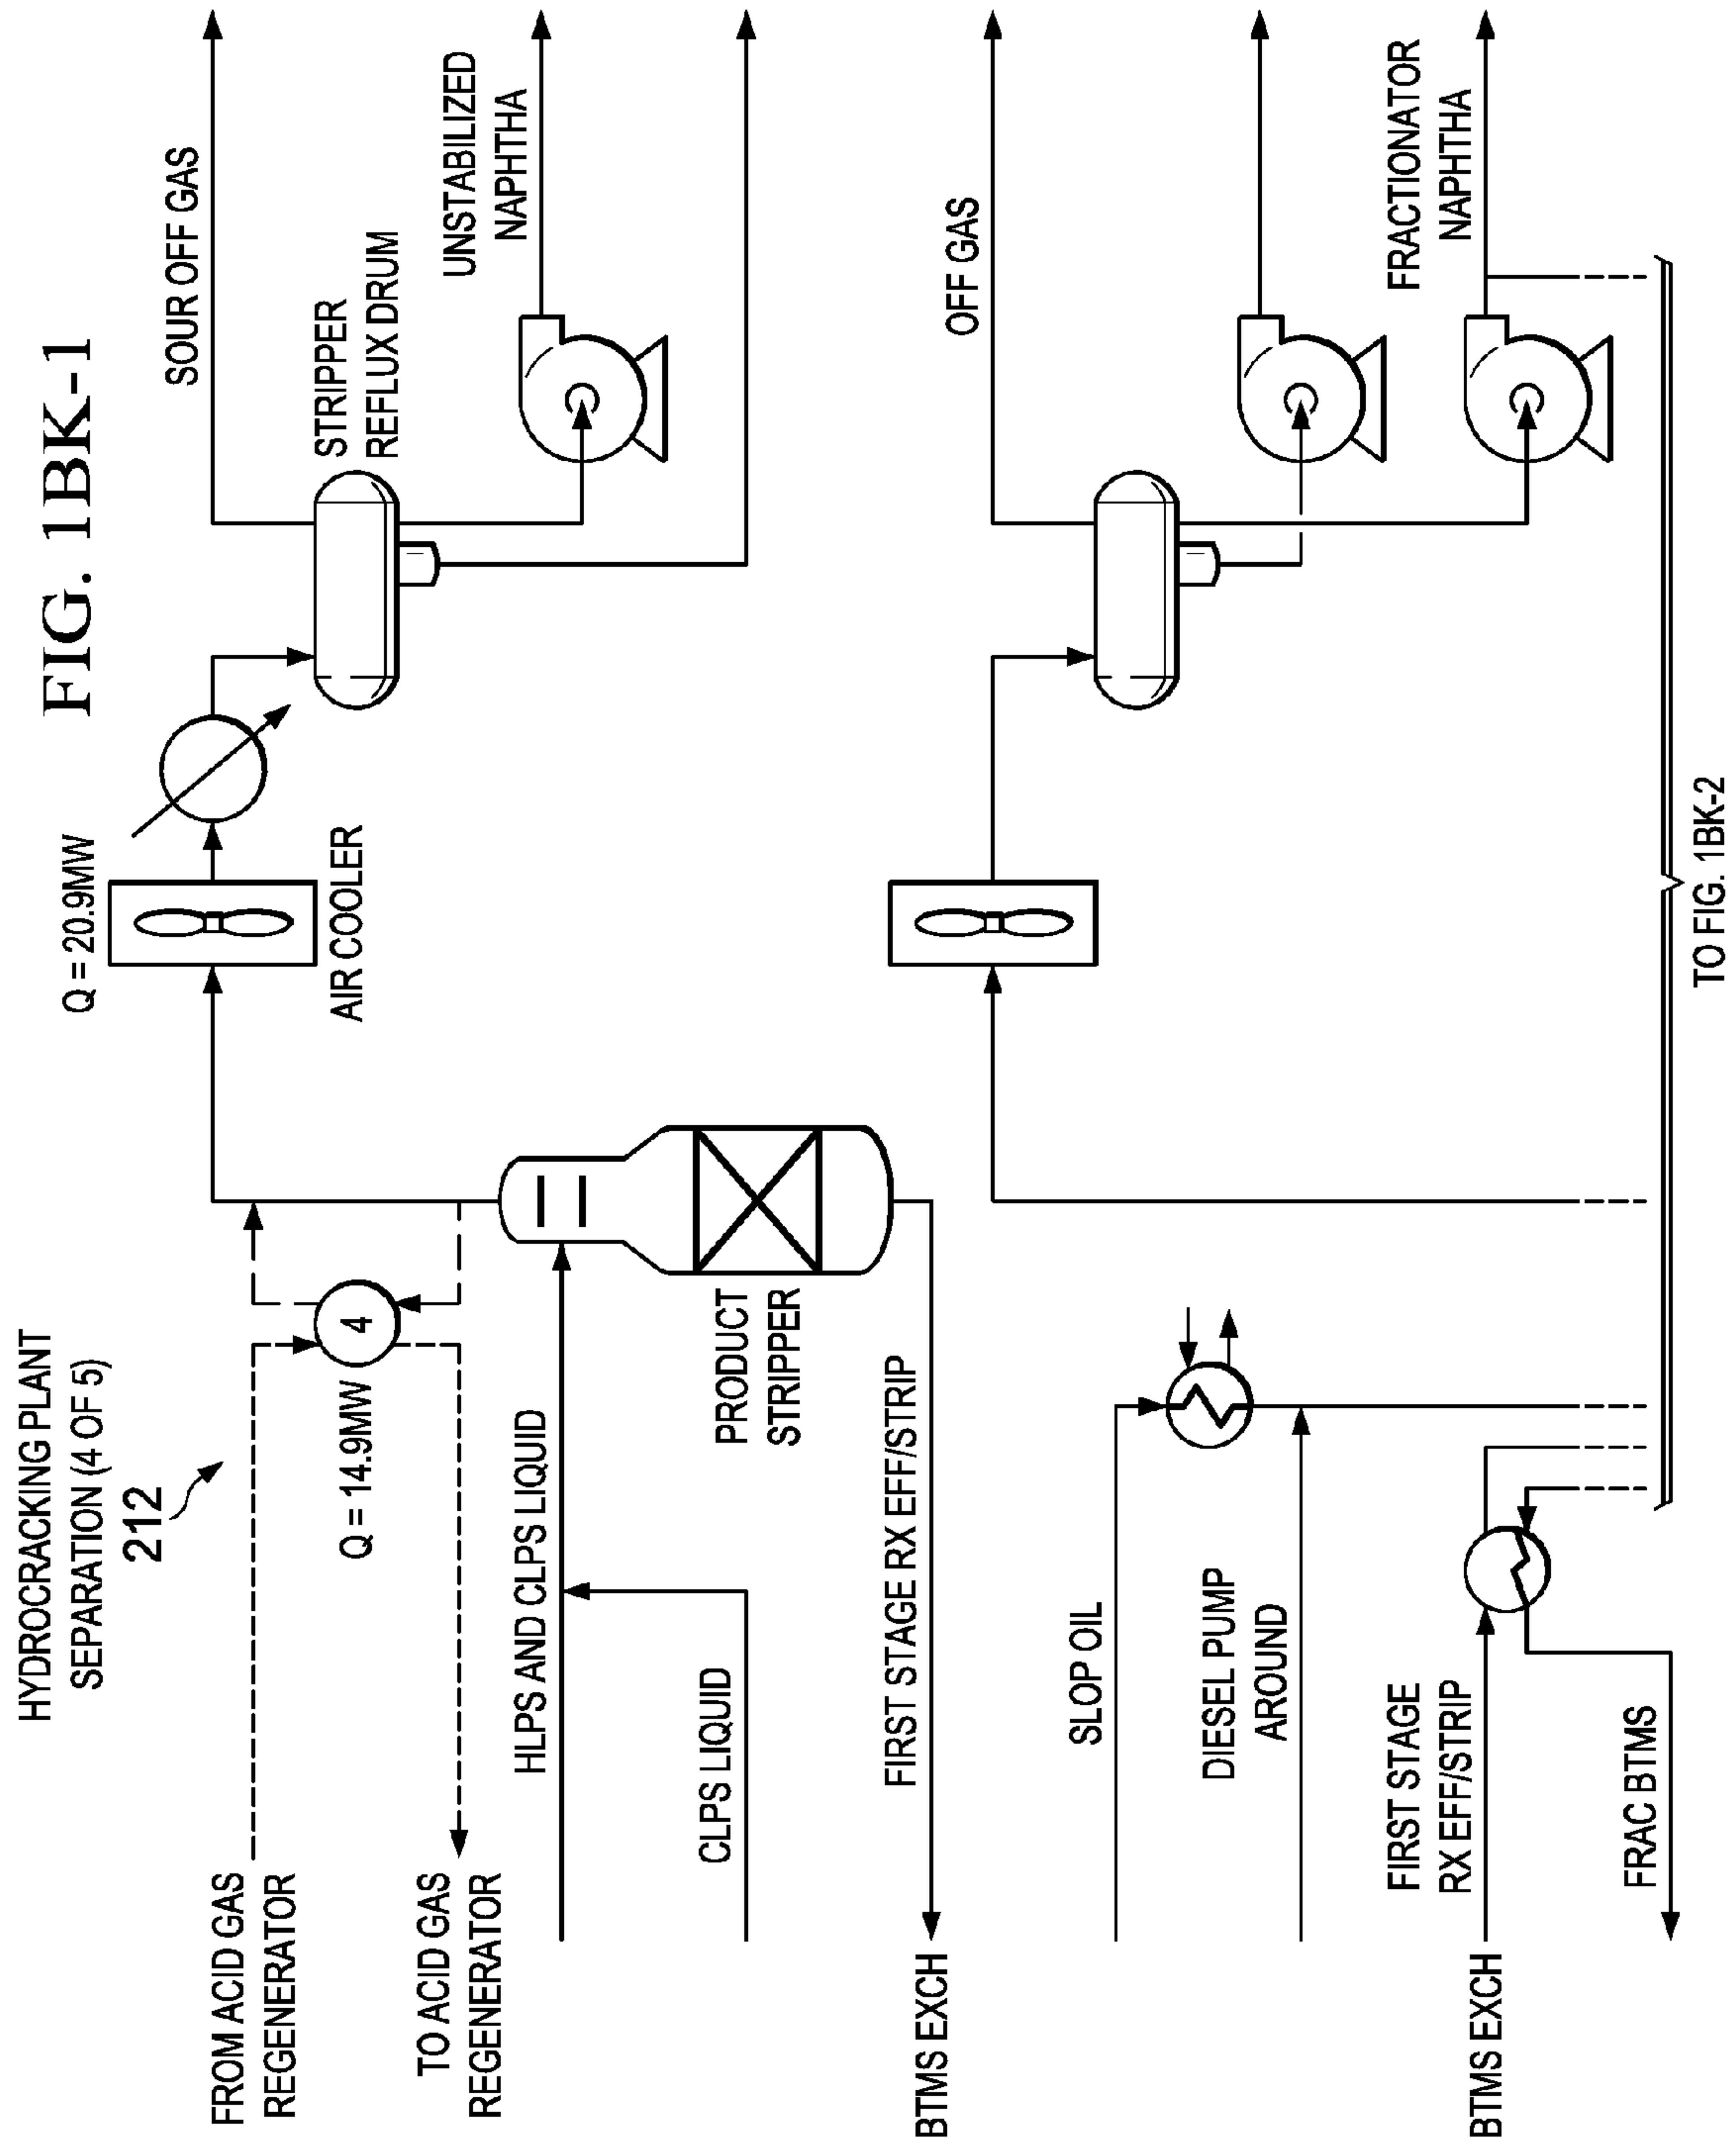 FIG. 1BK-1
HYDROCRACKING PLANT
SEPARATION (4 OF 5)
212
Q = 20.9MW
AIR COOLER
SOUR OFF GAS
STRIPPER
REFLUX DRUM
UNSTABILIZED
NAPHTHA
FROM ACID GAS
REGENERATOR
4
Q = 14.9MW
TO ACID GAS
REGENERATOR
HLPS AND CLPS LIQUID
CLPS LIQUID
PRODUCT
STRIPPER
FIRST STAGE RX EFF/STRIP
BTMS EXCH
OFF GAS
SLOP OIL
DIESEL PUMP
AROUND
FRACTIONATOR
NAPHTHA
FIRST STAGE
RX EFF/STRIP
BTMS EXCH
FRAC BTMS
TO FIG. 1BK-2